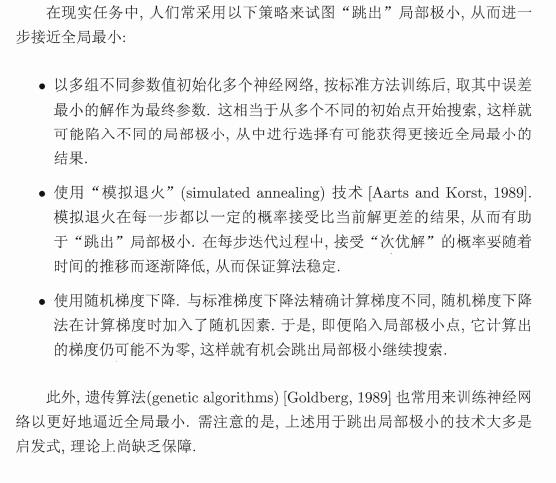 在现实任务中, 人们常采用以下策略来试图“跳出”局部极小, 从而进一
步接近全局最小:
• 以多组不同参数值初始化多个神经网络, 按标准方法训练后, 取其中误差
最小的解作为最终参数. 这相当于从多个不同的初始点开始搜索, 这样就
可能陷入不同的局部极小, 从中进行选择有可能获得更接近全局最小的
结果.
• 使用“模拟退火”(simulated annealing) 技术 [Aarts and Korst, 1989].
模拟退火在每一步都以一定的概率接受比当前解更差的结果, 从而有助
于“跳出”局部极小. 在每步迭代过程中, 接受“次优解”的概率要随着
时间的推移而逐渐降低, 从而保证算法稳定.
• 使用随机梯度下降. 与标准梯度下降法精确计算梯度不同, 随机梯度下降
法在计算梯度时加入了随机因素. 于是, 即便陷入局部极小点, 它计算出
的梯度仍可能不为零, 这样就有机会跳出局部极小继续搜索.
此外, 遗传算法(genetic algorithms) [Goldberg, 1989] 也常用来训练神经网
络以更好地逼近全局最小. 需注意的是, 上述用于跳出局部极小的技术大多是
启发式, 理论上尚缺乏保障.